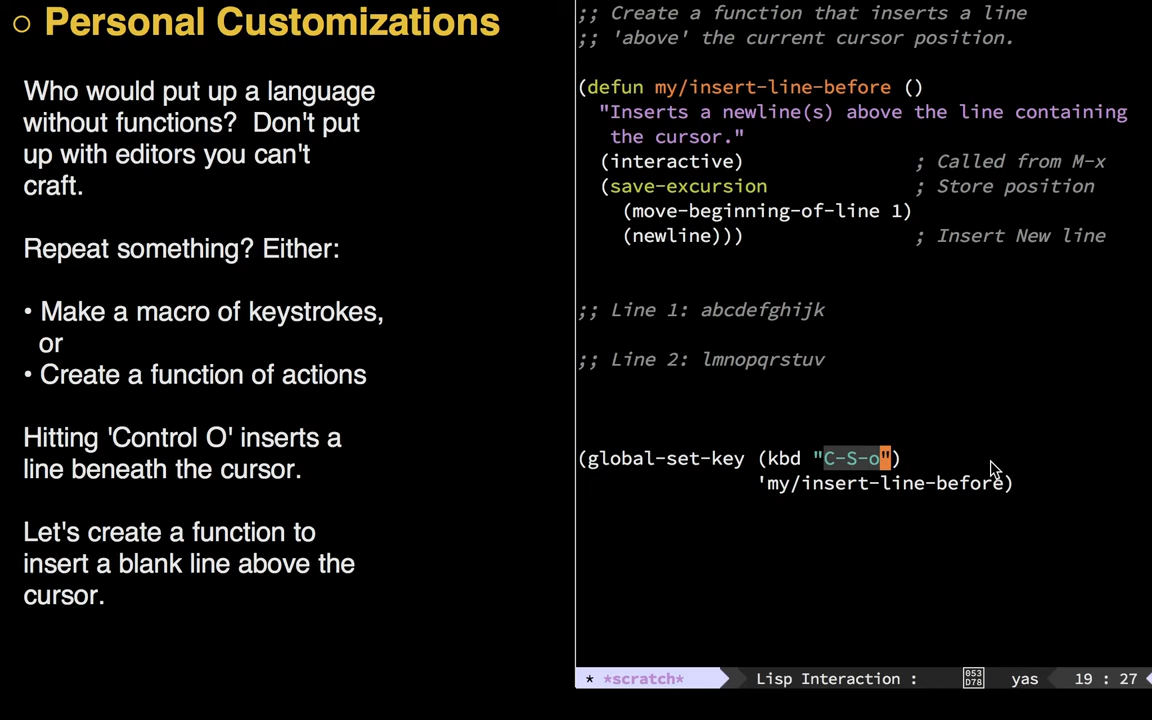 ○ Personal Customizations
Who would put up a language
without functions?  Don't put
up with editors you can't
craft.
Repeat something? Either:
• Make a macro of keystrokes,
or
• Create a function of actions
Hitting 'Control O' inserts a
line beneath the cursor.
Let's create a function to
insert a blank line above the
cursor.
;; Create a function that inserts a line
;; 'above' the current cursor position.
(defun my/insert-line-before ()
"Inserts a newline(s) above the line containing
the cursor."
(interactive) ; Called from M-x
(save-excursion ; Store position
(move-beginning-of-line 1)
(newline))) ; Insert New line
;; Line 1: abcdefghijk
;; Line 2: lmnopqrstuv
(global-set-key (kbd "C-S-o")
'my/insert-line-before)
* *scratch* Lisp Interaction : 053D78 yas 19 : 27